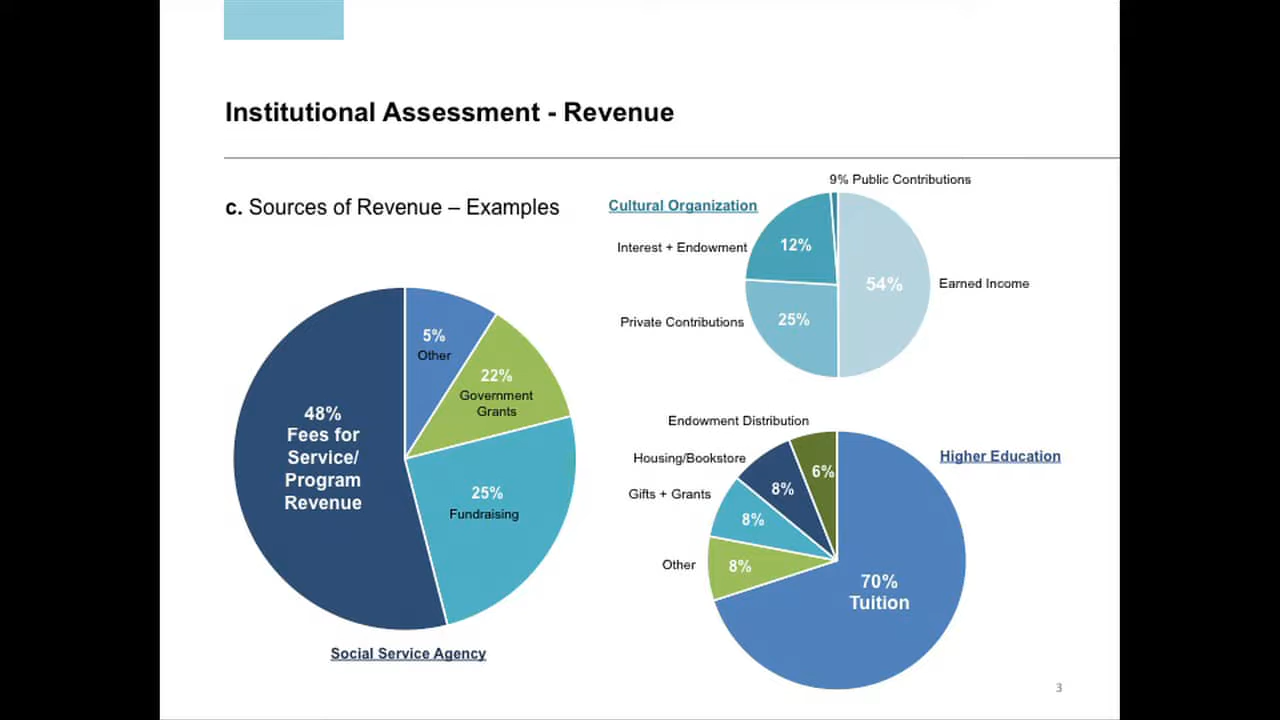 Institutional Assessment - Revenue
c. Sources of Revenue – Examples
9% Public Contributions
Cultural Organization
Interest + Endowment
12%
54%
Earned Income
Private Contributions
25%
5%
Other
22%
Government
Grants
48%
Fees for
Service/
Program
Revenue
25%
Fundraising
Social Service Agency
Endowment Distribution
Housing/Bookstore
Higher Education
6%
8%
Gifts + Grants
8%
Other
8%
70%
Tuition
3